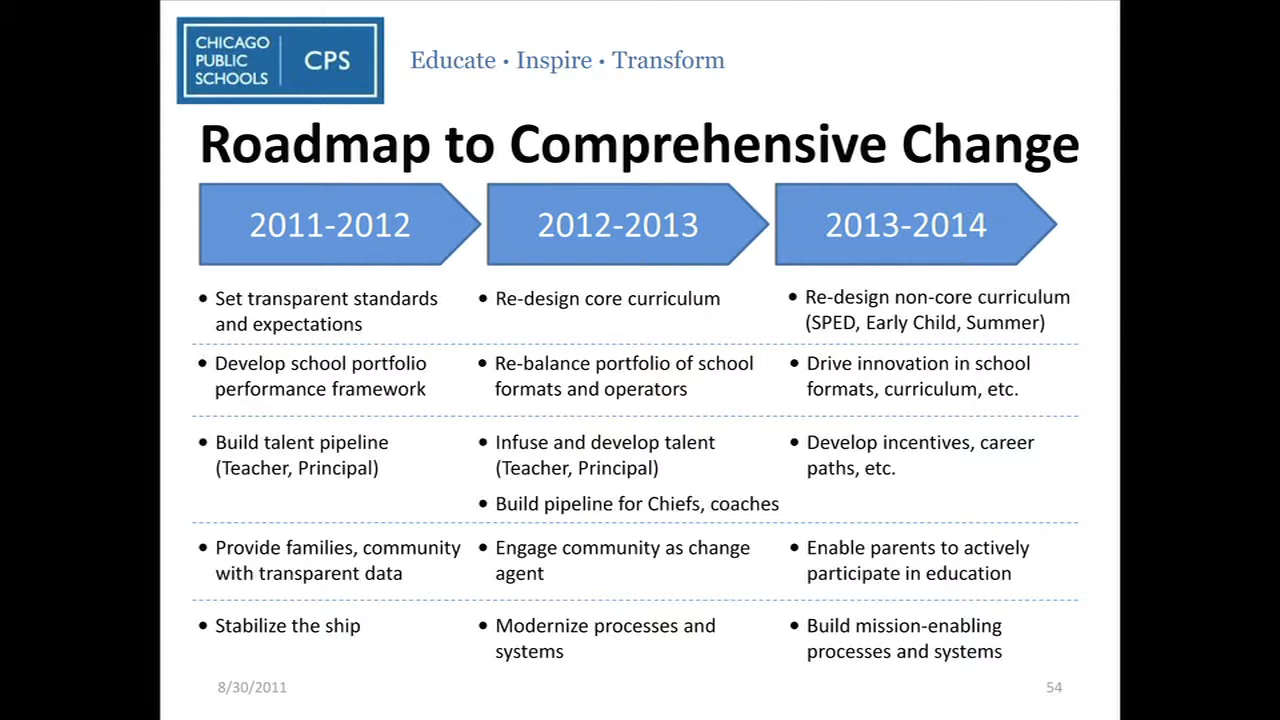 CHICAGO
PUBLIC
SCHOOLS
CPS
Educate • Inspire • Transform
Roadmap to Comprehensive Change
2011-2012
2012-2013
2013-2014
• Set transparent standards
and expectations
• Re-design core curriculum
• Re-design non-core curriculum
(SPED, Early Child, Summer)
• Develop school portfolio
performance framework
• Re-balance portfolio of school
formats and operators
• Drive innovation in school
formats, curriculum, etc.
• Build talent pipeline
(Teacher, Principal)
• Infuse and develop talent
(Teacher, Principal)
• Build pipeline for Chiefs, coaches
• Develop incentives, career
paths, etc.
• Provide families, community
with transparent data
• Engage community as change
agent
• Enable parents to actively
participate in education
• Stabilize the ship
• Modernize processes and
systems
• Build mission-enabling
processes and systems
8/30/2011
54